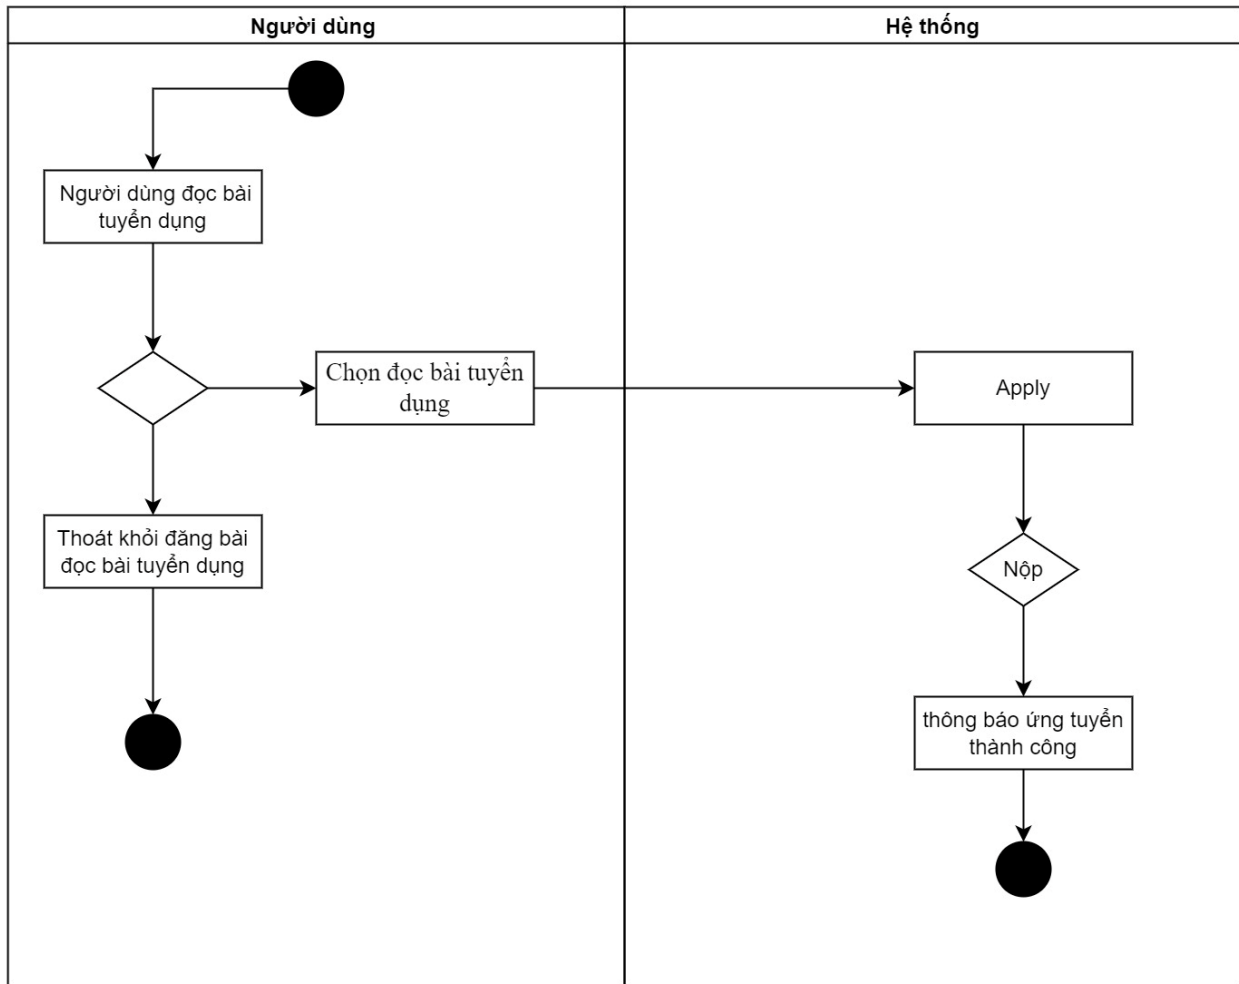 Người dùng
Hệ thống
Người dùng đọc bài
tuyển dụng
Chọn đọc bài tuyển
dụng
Apply
Thoát khỏi đăng bài
đọc bài tuyển dụng
Nộp
thông báo ứng tuyển
thành công